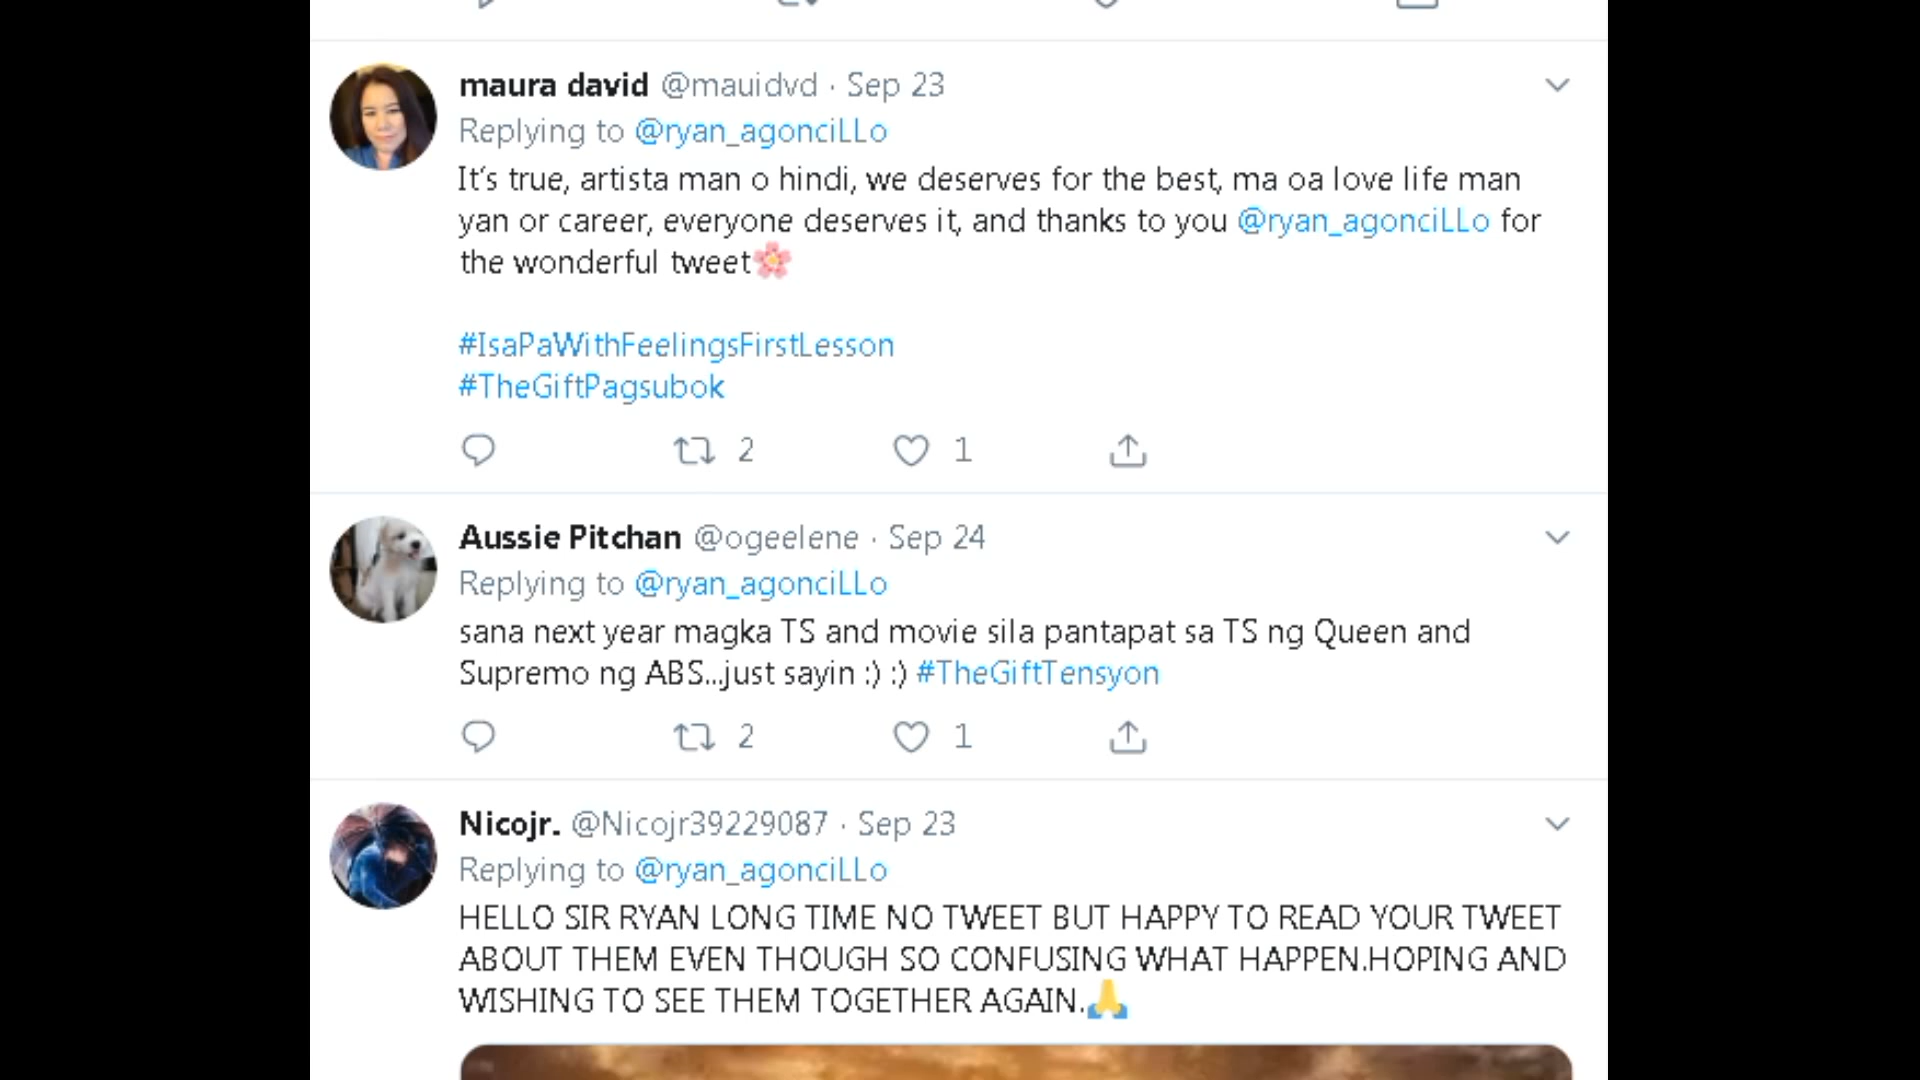 maura david @mauidvd · Sep 23
Replying to @ryan_agonciLLo
It's true, artista man o hindi, we deserves for the best, ma oa love life man
yan or career, everyone deserves it, and thanks to you @ryan_agonciLLo for
the wonderful tweet🌸
#IsaPaWithFeelingsFirstLesson
#TheGiftPagsubok
2 1
Aussie Pitchan @ogeelene · Sep 24
Replying to @ryan_agonciLLo
sana next year magka TS and movie sila pantapat sa TS ng Queen and
Supremo ng ABS...just sayin :) :) #TheGiftTensyon
2 1
Nicojr. @Nicojr39229087 · Sep 23
Replying to @ryan_agonciLLo
HELLO SIR RYAN LONG TIME NO TWEET BUT HAPPY TO READ YOUR TWEET
ABOUT THEM EVEN THOUGH SO CONFUSING WHAT HAPPEN.HOPING AND
WISHING TO SEE THEM TOGETHER AGAIN.🙏